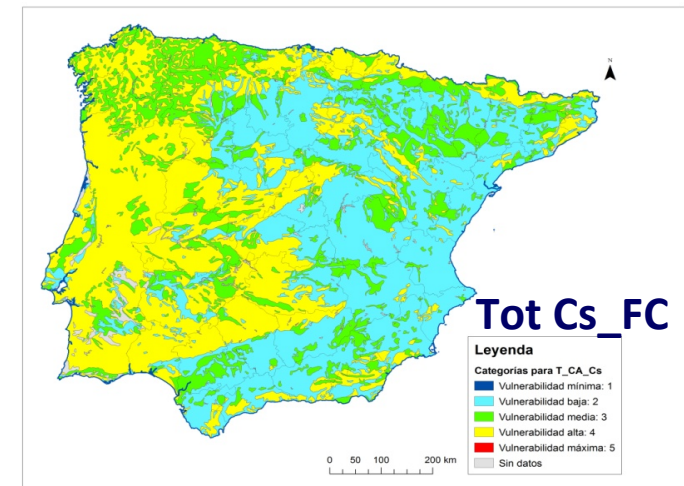 N
Tot Cs_FC
Leyenda
Categorías para T_CA_Cs
Vulnerabilidad mínima: 1
Vulnerabilidad baja: 2
Vulnerabilidad media: 3
Vulnerabilidad alta: 4
Vulnerabilidad máxima: 5
Sin datos
0 50 100 200 km